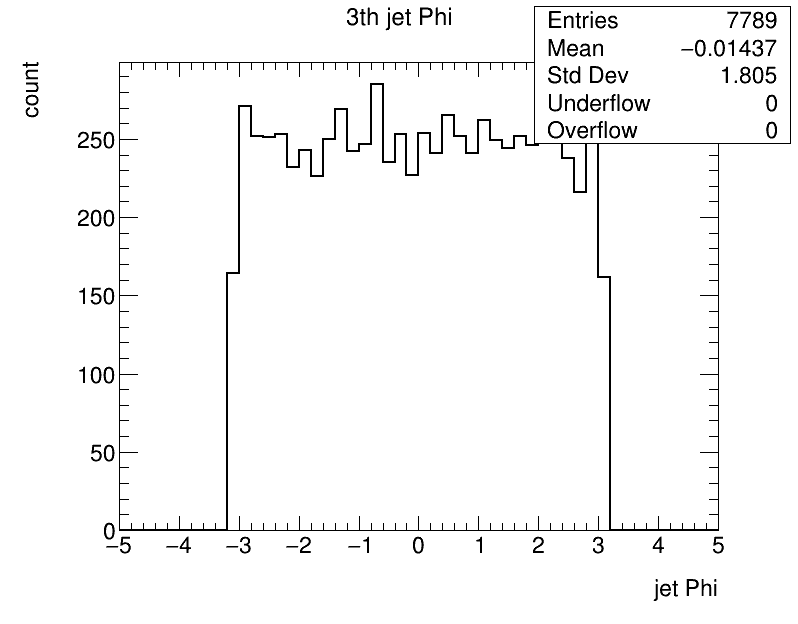 3th jet Phi
Entries 7789
Mean −0.01437
Std Dev 1.805
Underflow 0
Overflow 0
count
250
200
150
100
50
0
−5 −4 −3 −2 −1 0 1 2 3 4 5
jet Phi